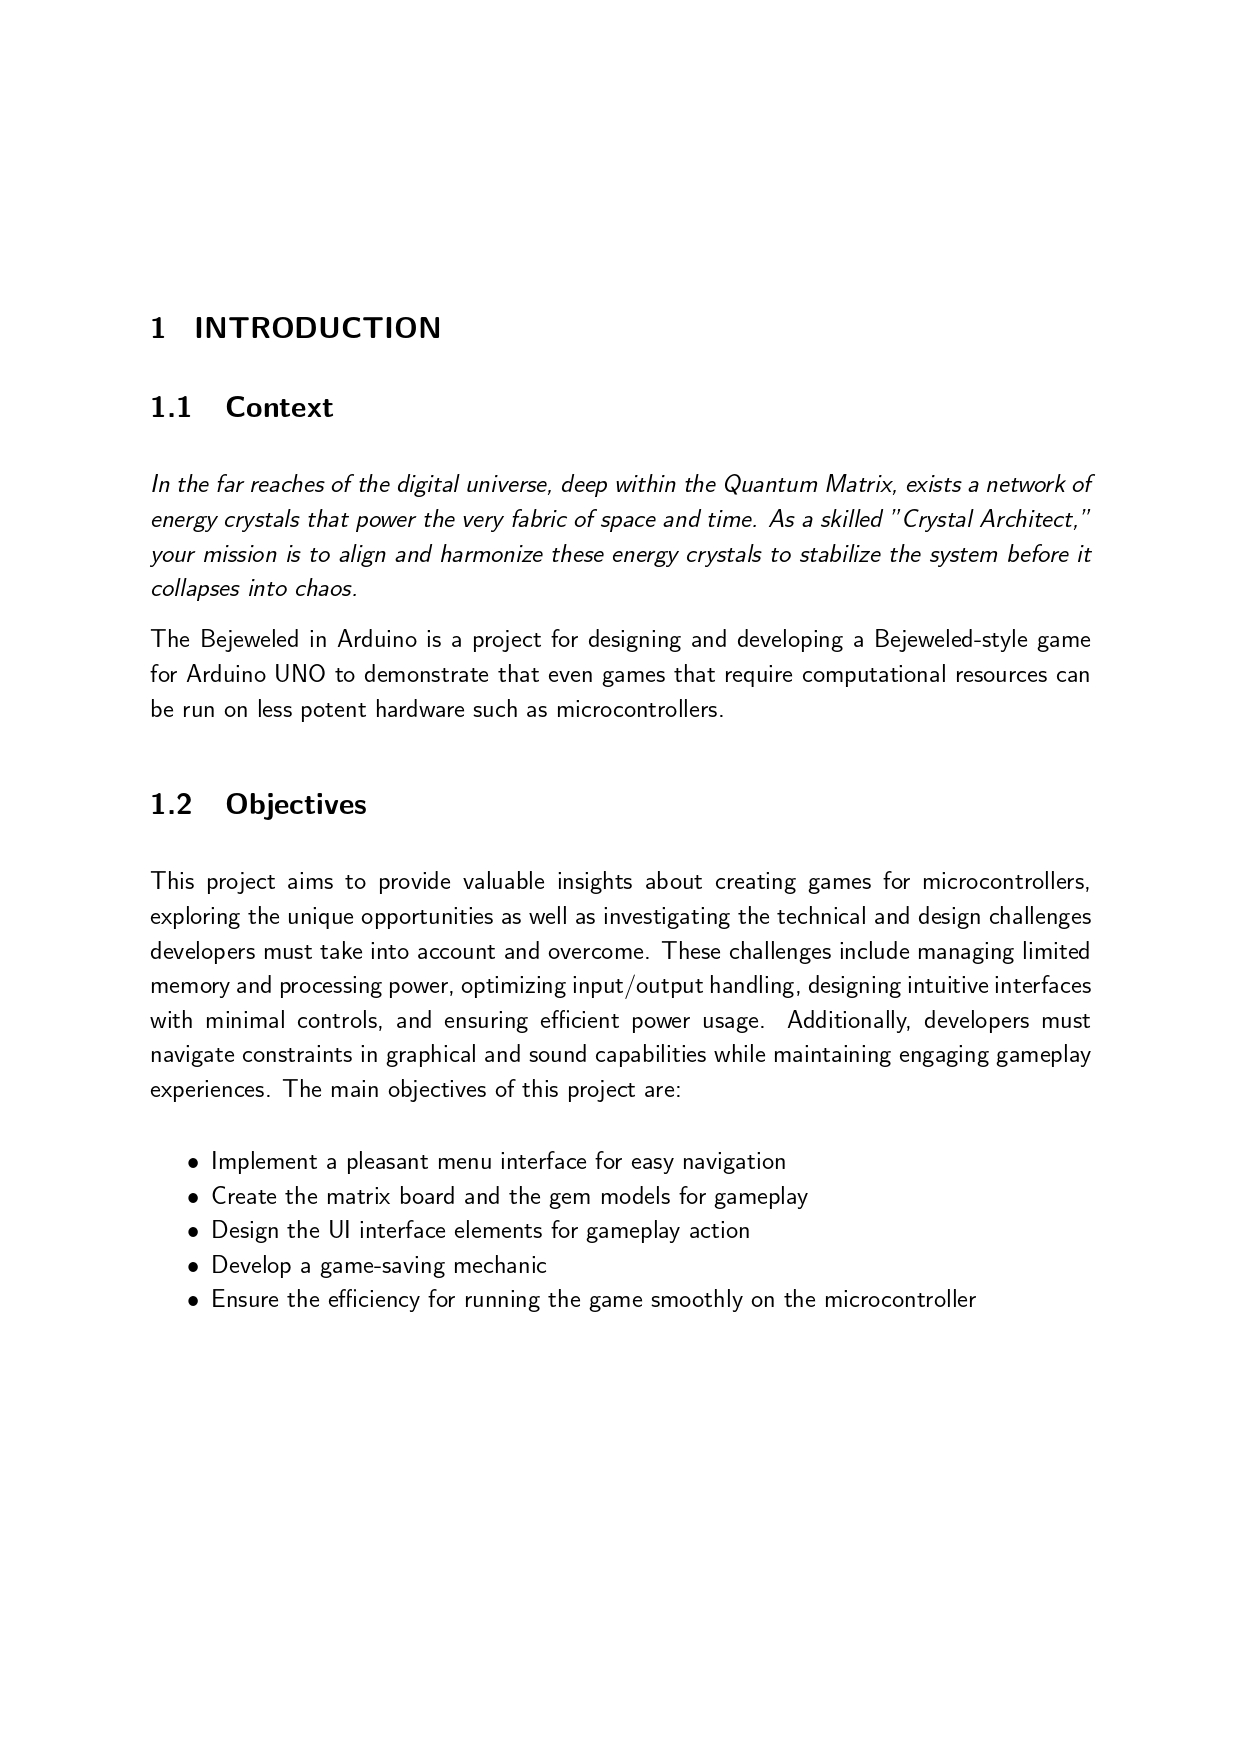 1 INTRODUCTION
1.1 Context
In the far reaches of the digital universe, deep within the Quantum Matrix, exists a network of
energy crystals that power the very fabric of space and time. As a skilled ”Crystal Architect,”
your mission is to align and harmonize these energy crystals to stabilize the system before it
collapses into chaos.
The Bejeweled in Arduino is a project for designing and developing a Bejeweled-style game
for Arduino UNO to demonstrate that even games that require computational resources can
be run on less potent hardware such as microcontrollers.
1.2 Objectives
This project aims to provide valuable insights about creating games for microcontrollers,
exploring the unique opportunities as well as investigating the technical and design challenges
developers must take into account and overcome. These challenges include managing limited
memory and processing power, optimizing input/output handling, designing intuitive interfaces
with minimal controls, and ensuring efficient power usage. Additionally, developers must
navigate constraints in graphical and sound capabilities while maintaining engaging gameplay
experiences. The main objectives of this project are:
• Implement a pleasant menu interface for easy navigation
• Create the matrix board and the gem models for gameplay
• Design the UI interface elements for gameplay action
• Develop a game-saving mechanic
• Ensure the efficiency for running the game smoothly on the microcontroller